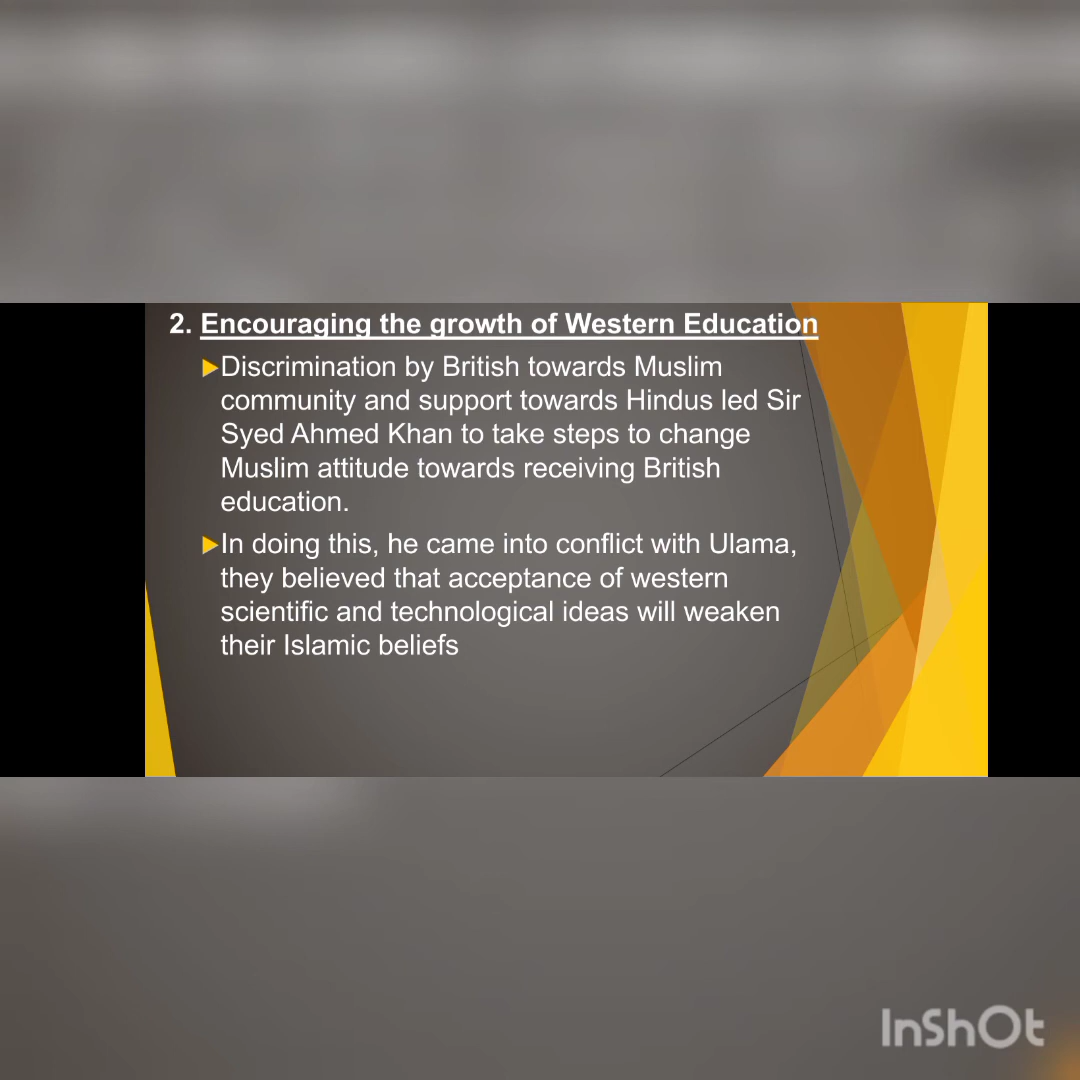 2. Encouraging the growth of Western Education
Discrimination by British towards Muslim
community and support towards Hindus led Sir
Syed Ahmed Khan to take steps to change
Muslim attitude towards receiving British
education.
In doing this, he came into conflict with Ulama,
they believed that acceptance of western
scientific and technological ideas will weaken
their Islamic beliefs
InShOt